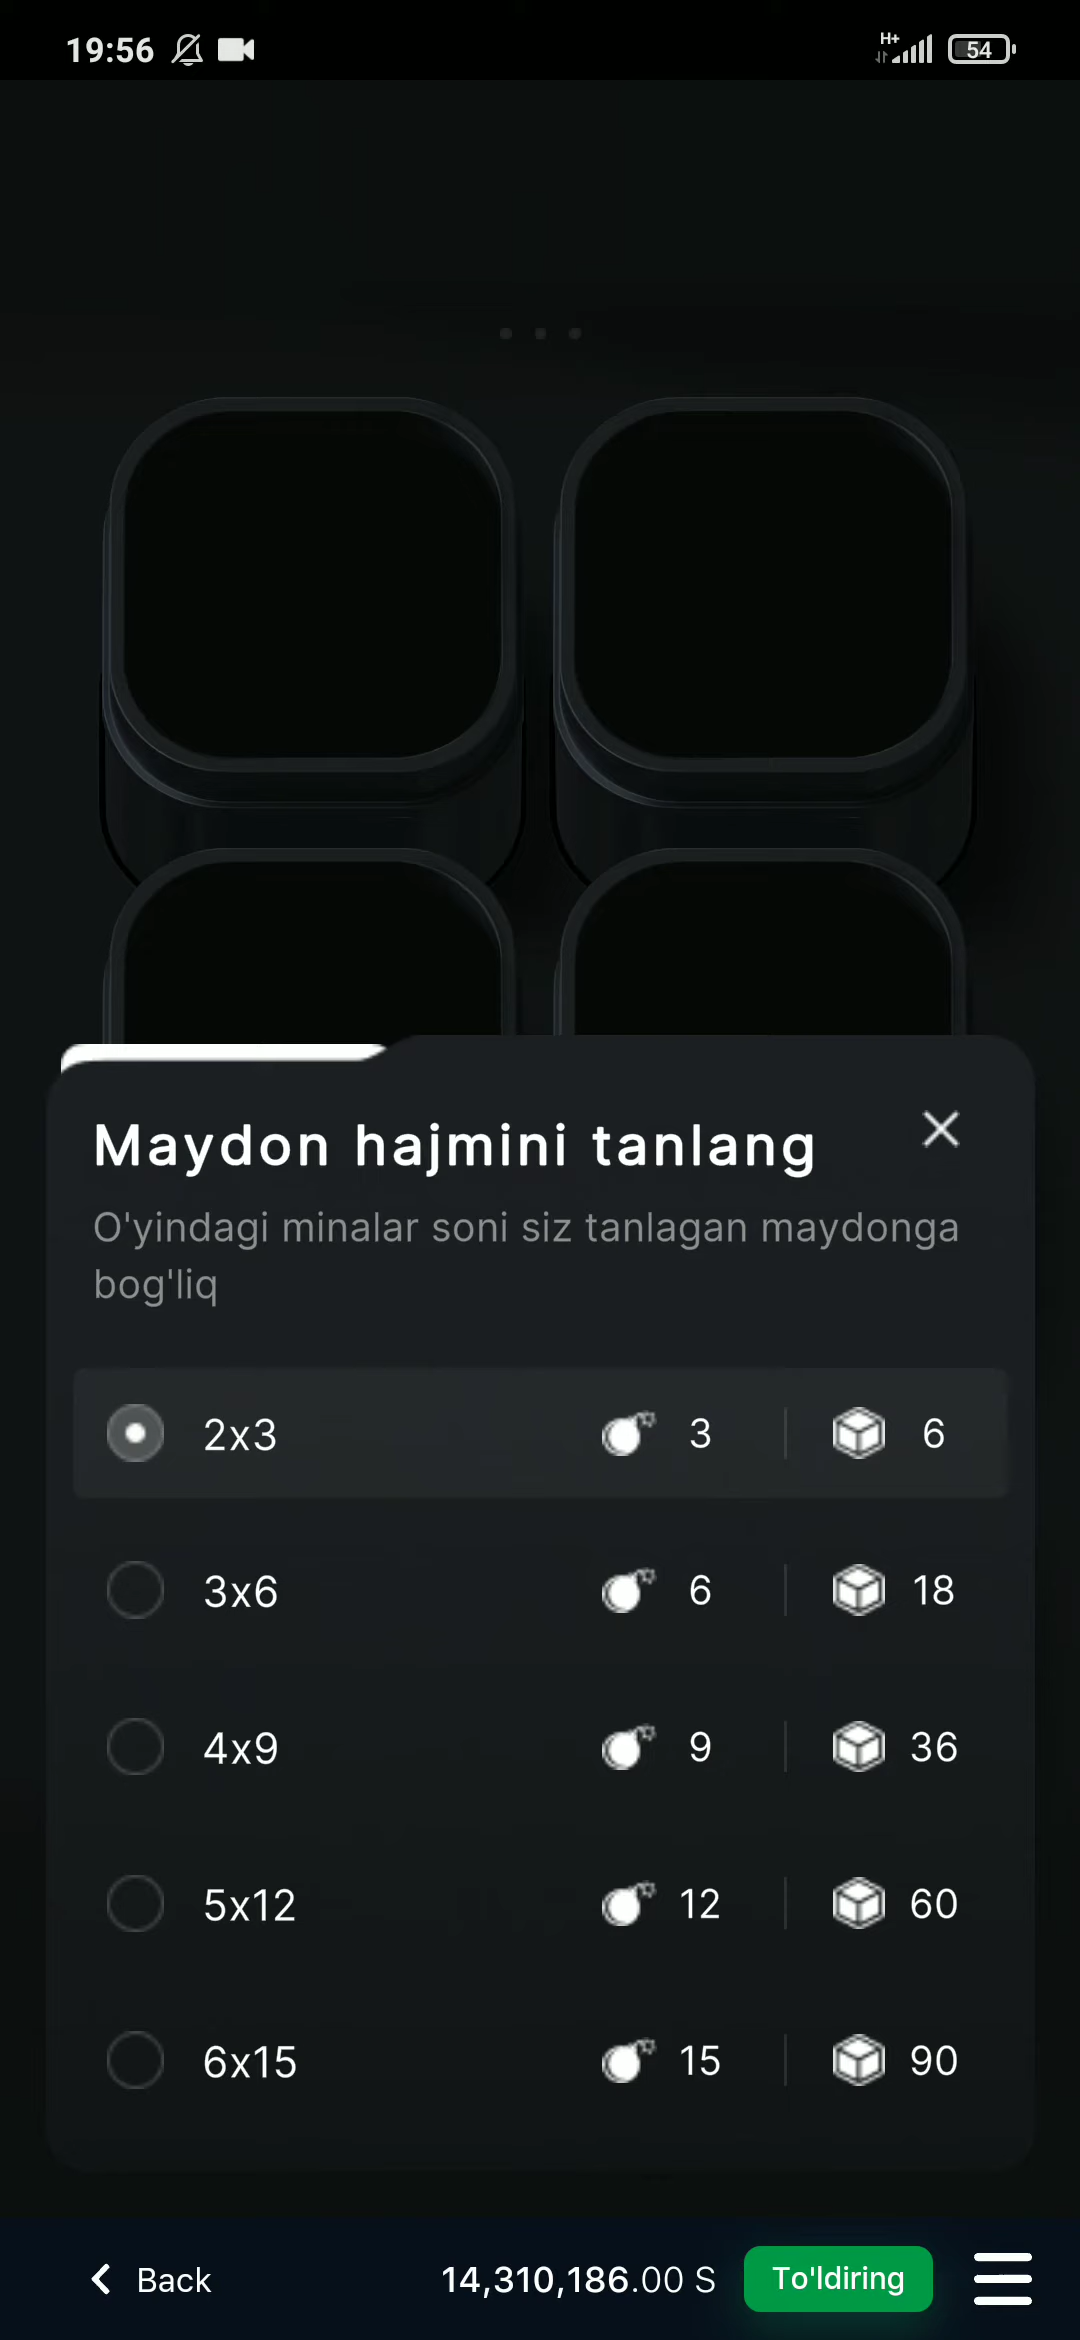 19:56 H+ 54
Maydon hajmini tanlang
O'yindagi minalar soni siz tanlagan maydonga
bog'liq
2x3 3 6
3x6 6 18
4x9 9 36
5x12 12 60
6x15 15 90
Back 14,310,186.00 S To'ldiring